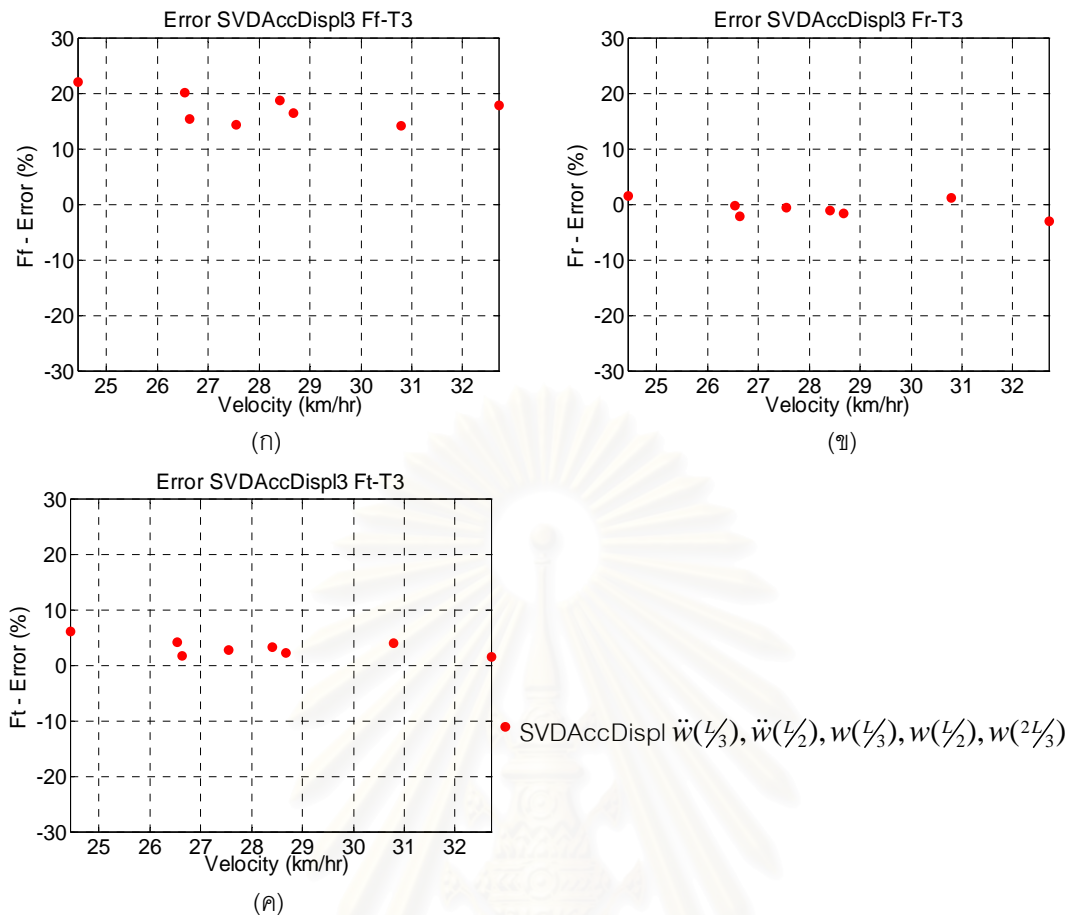 Error SVDAccDispl3 Ff-T3
30
20
10
0
-10
-20
-30
Ff - Error (%)
25 26 27 28 29 30 31 32
Velocity (km/hr)
(ก)
Error SVDAccDispl3 Fr-T3
30
20
10
0
-10
-20
-30
Fr - Error (%)
25 26 27 28 29 30 31 32
Velocity (km/hr)
(ข)
Error SVDAccDispl3 Ft-T3
30
20
10
0
-10
-20
-30
Ft - Error (%)
25 26 27 28 29 30 31 32
Velocity (km/hr)
(ค)
SVDAccDispl ẅ(L/3), ẅ(L/2), w(L/3), w(L/2), w(2L/3)